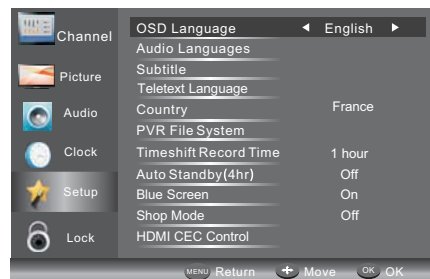 Channel
Picture
Audio
Clock
Setup
Lock
OSD Language English
Audio Languages
Subtitle
Teletext Language
Country France
PVR File System
Timeshift Record Time 1 hour
Auto Standby(4hr) Off
Blue Screen On
Shop Mode Off
HDMI CEC Control
MENU Return Move OK OK